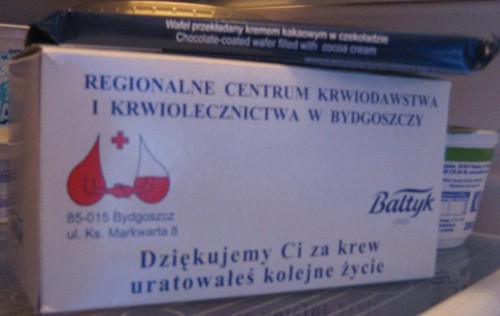 Wafel przekładany kremem kakaowym w czekoladzie
Chocolate-coated wafer filled with cocoa cream
REGIONALNE CENTRUM KRWIODAWSTWA
I KRWIOLECZNICTWA W BYDGOSZCZY
85-015 Bydgoszcz
ul. Ks. Markwarta 8
Bałtyk
Dziękujemy Ci za krew
uratowałeś kolejne życie